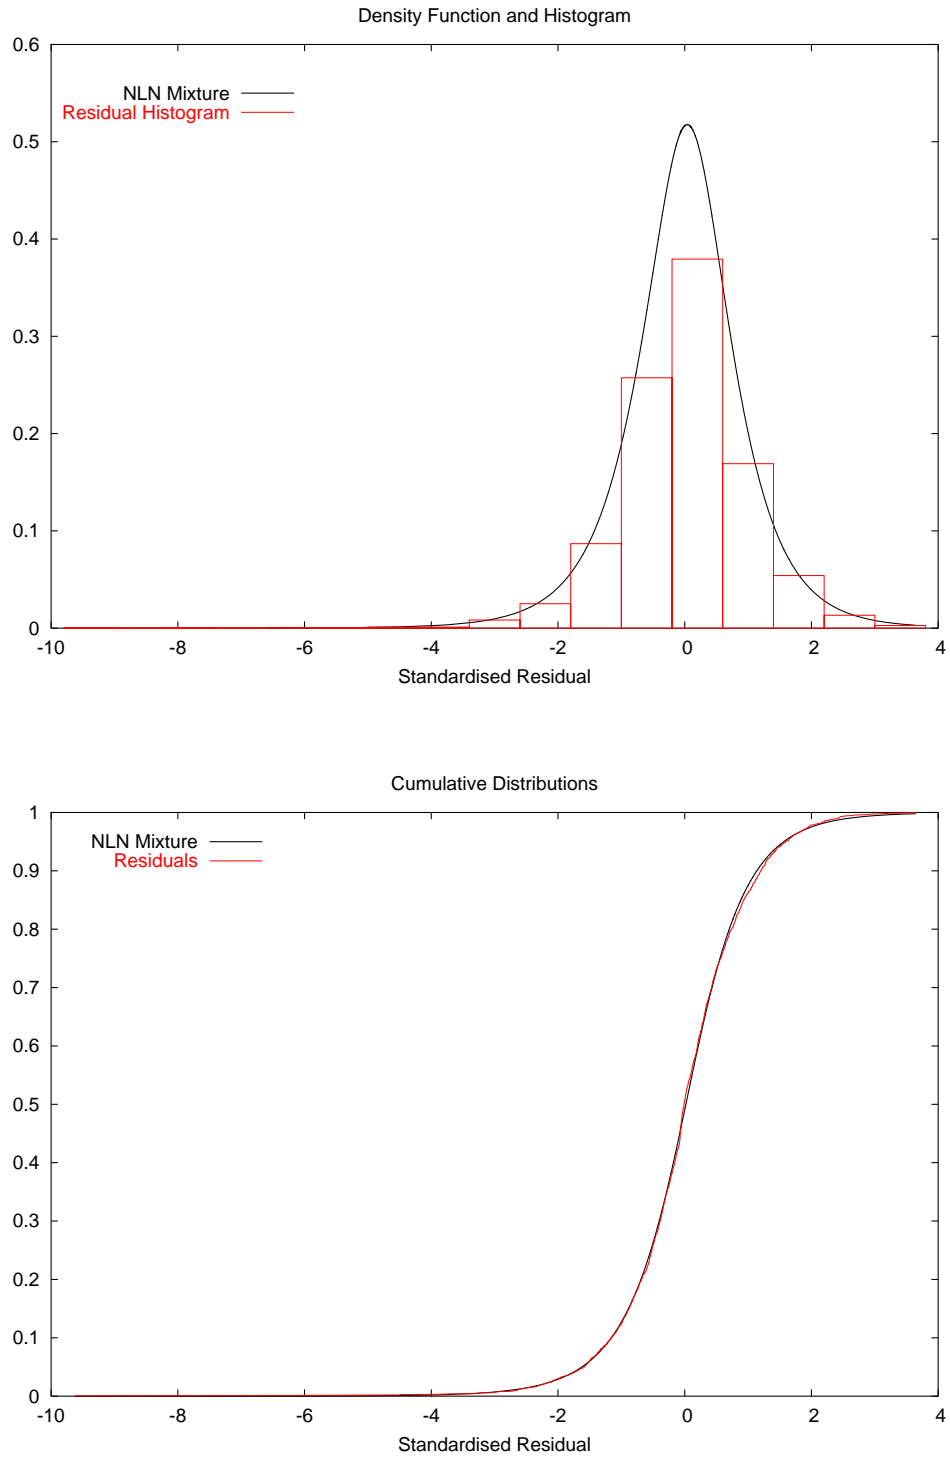 Density Function and Histogram
0.6
0.5
0.4
0.3
0.2
0.1
0
NLN Mixture
Residual Histogram
-10 -8 -6 -4 -2 0 2 4
Standardised Residual
Cumulative Distributions
1
0.9
0.8
0.7
0.6
0.5
0.4
0.3
0.2
0.1
0
NLN Mixture
Residuals
-10 -8 -6 -4 -2 0 2 4
Standardised Residual